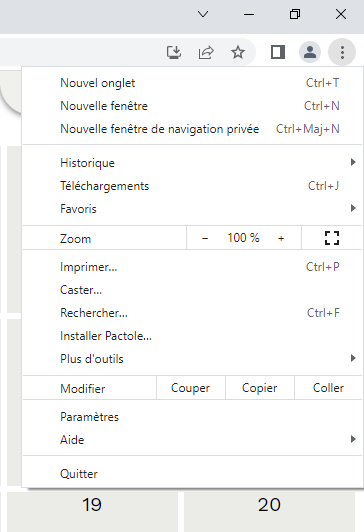 Nouvel onglet Ctrl+T
Nouvelle fenêtre Ctrl+N
Nouvelle fenêtre de navigation privée Ctrl+Maj+N
Historique
Téléchargements Ctrl+J
Favoris
Zoom − 100 % +
Imprimer... Ctrl+P
Caster...
Rechercher... Ctrl+F
Installer Pactole...
Plus d'outils
Modifier Couper Copier Coller
Paramètres
Aide
Quitter
19 20